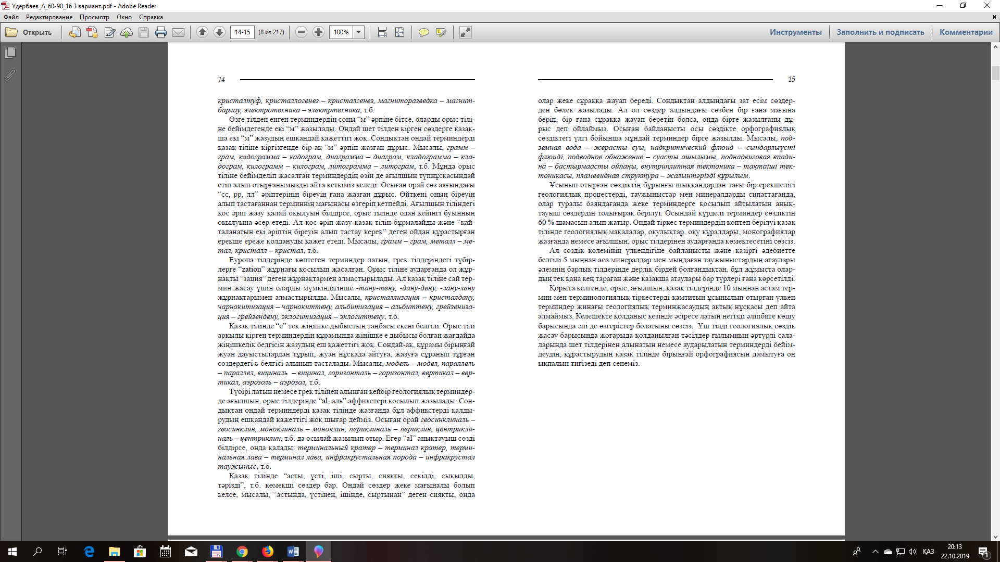 Үдербаев_А_60-90_16 3 вариант.pdf - Adobe Reader
Файл Редактирование Просмотр Окно Справка
Открыть 14-15 (8 из 217) 100% Инструменты Заполнить и подписать Комментарии
14
кристалтуф, кристаллогенез – кристалгенез, магниторазведка – магнит-
барлау, электротехника – электртехника, т.б.
Өзге тілден енген терминдердің соңы “м” әрпіне бітсе, оларды орыс тілі-
не бейімдегенде екі “м” жазылады. Ондай шет тілден кірген сөздерге қазақ-
ша екі “м” жазудың ешқандай қажеттігі жоқ. Сондықтан ондай терминдерді
қазақ тіліне кіргізгенде бір-ақ “м” әрпін жазған дұрыс. Мысалы, грамм –
грам, кадограмма – кадограм, диаграмма – диаграм, кладограмма – кла-
дограм, килограмм – килограм, литограмма – литограм, т.б. Мұнда орыс
тіліне бейімделіп жасалған терминдердің өзін де ағылшын түпнұсқасындай
етіп алып отырғанымызды айта кеткіміз келеді. Осыған орай сөз аяғындағы
“сс, рр, лл” әріптерінің біреуін ғана жазған дұрыс. Өйткені оның біреуін
алып тастағаннан терминнің мағынасы өзгеріп кетпейді. Ағылшын тіліндегі
қос әріп жазу қалай оқылуын білдірсе, орыс тілінде одан кейінгі буынның
оқылуына әсер етеді. Ал қос әріп жазу қазақ тілін бұрмалайды және “қай-
таланатын екі әріптің біреуін алып тастау керек” деген ойдан құрастырған
ерекше ереже қолдануды қажет етеді. Мысалы, грамм – грам, металл – ме-
тал, кристалл – кристал, т.б.
Еуропа тілдерінде көптеген терминдер латын, грек тілдеріндегі түбір-
лерге “zation” жұрнағы қосылып жасалған. Орыс тіліне аударғанда ол жұр-
нақты “зация” деген жұрнақтармен алмастырылады. Ал қазақ тіліне сай тер-
мин жасау үшін оларды мүмкіндігінше -тану-тену, -дану-дену, -лану-лену
жұрнақтарымен алмастырылды. Мысалы, кристаллизация – кристалдану,
чарнокитизация – чарнокиттену, альбитизация – альбиттену, грейзениза-
ция – грейзендену, эклогитизация – эклогиттену, т.б.
Қазақ тілінде “е” тек жіңішке дыбыстың таңбасы екені белгілі. Орыс тілі
арқылы кірген терминдердің құрамында жіңішке е дыбысы болған жағдайда
жіңішкелік белгісін жазудың еш қажеттігі жоқ. Сондай-ақ, құрамы бірыңғай
жуан дауыстылардан тұрып, жуан нұсқада айтуға, жазуға сұранып тұрған
сөздердегі ь белгісі алынып тасталады. Мысалы, модель – модел, параллель
– параллел, вициналь – вицинал, горизонталь – горизонтал, вертикал – вер-
тикал, аэрозоль – аэрозол, т.б.
Түбірі латын немесе грек тілінен алынған кейбір геологиялық терминдер-
де ағылшын, орыс тілдерінде “al, аль” аффикстері қосылып жазылады. Сон-
дықтан ондай терминдерді қазақ тілінде жазғанда бұл аффикстерді қалды-
рудың ешқандай қажеттігі жоқ шығар дейміз. Осыған орай геосинклиналь –
геосинклин, моноклиналь – моноклин, периклиналь – периклин, центрикли-
наль – центриклин, т.б. да осылай жазылып отыр. Егер “al” анықтауыш сөзді
білдірсе, онда қалады: терминальный кратер – терминал кратер, терми-
нальная лава – терминал лава, инфракрустальная порода – инфракрустал
таужыныс, т.б.
Қазақ тілінде “асты, үсті, іші, сырты, сияқты, секілді, сықылды,
тәрізді”, т.б. көмекші сөздер бар. Ондай сөздер жеке мағыналы болып
келсе, мысалы, “астында, үстінен, ішінде, сыртынан” деген сияқты, онда
15
олар жеке сұраққа жауап береді. Сондықтан алдындағы зат есім сөздер-
ден бөлек жазылады. Ал ол сөздер алдындағы сөзбен бір ғана мағына
беріп, бір ғана сұраққа жауап беретін болса, онда бірге жазылғаны дұ-
рыс деп ойлаймыз. Осыған байланысты осы сөздікте орфографиялық
сөздіктегі үлгі бойынша мұндай терминдер бірге жазылды. Мысалы, под-
земная вода – жерасты суы, надкритический флюид – сындарлыүсті
флюиді, подводное обнажение – суасты ашылымы, поднадвиговая впади-
на – бастырмаасты ойпаңы, внутриплитная тектоника – тақтаіші тек-
тоникасы, пламевидная структура – жалынтәрізді құрылым.
Ұсынып отырған сөздіктің бұрынғы шыққандардан тағы бір ерекшелігі
геологиялық процестерді, таужыныстар мен минералдарды сипаттағанда,
олар туралы баяндағанда жеке терминдерге қосылып айтылатын анық-
тауыш сөздердің толығырақ берілуі. Осындай күрделі терминдер сөздіктің
60 % шамасын алып жатыр. Ондай тіркес терминдердің көптеп берілуі қазақ
тілінде геологиялық мақалалар, оқулықтар, оқу құралдары, монографиялар
жазғанда немесе ағылшын, орыс тілдерінен аударғанда көмектесетіні сөзсіз.
Ал сөздік көлемінің үлкендігіне байланысты және қазіргі әдебиетте
белгілі 5 мыңнан аса минералдар мен мыңдаған таужыныстардың атаулары
әлемнің барлық тілдерінде дерлік бірдей болғандықтан, бұл жұмыста олар-
дың тек қана кең тараған және қазақша атаулары бар түрлері ғана көрсетілді.
Қорыта келгенде, орыс, ағылшын, қазақ тілдерінде 10 мыңнан астам тер-
мин мен терминологиялық тіркестерді қамтитын ұсынылып отырған үлкен
терминдер жинағы геологиялық терминжасаудың ақтық нұсқасы деп айта
алмаймыз. Келешекте қолданыс кезінде әсіресе латын негізді әліпбиге көшу
барысында әлі де өзгерістер болатыны сөзсіз. Үш тілді геологиялық сөздік
жасау барысында жоғарыда қолданылған тәсілдер ғылымның әртүрлі сала-
ларында шет тілдерінен алынатын немесе аударылатын терминдерді бейім-
деудің, құрастырудың қазақ тілінде бірыңғай орфографиясын дамытуға оң
ықпалын тигізеді деп сенеміз.
ҚАЗ 20:13
22.10.2019 1